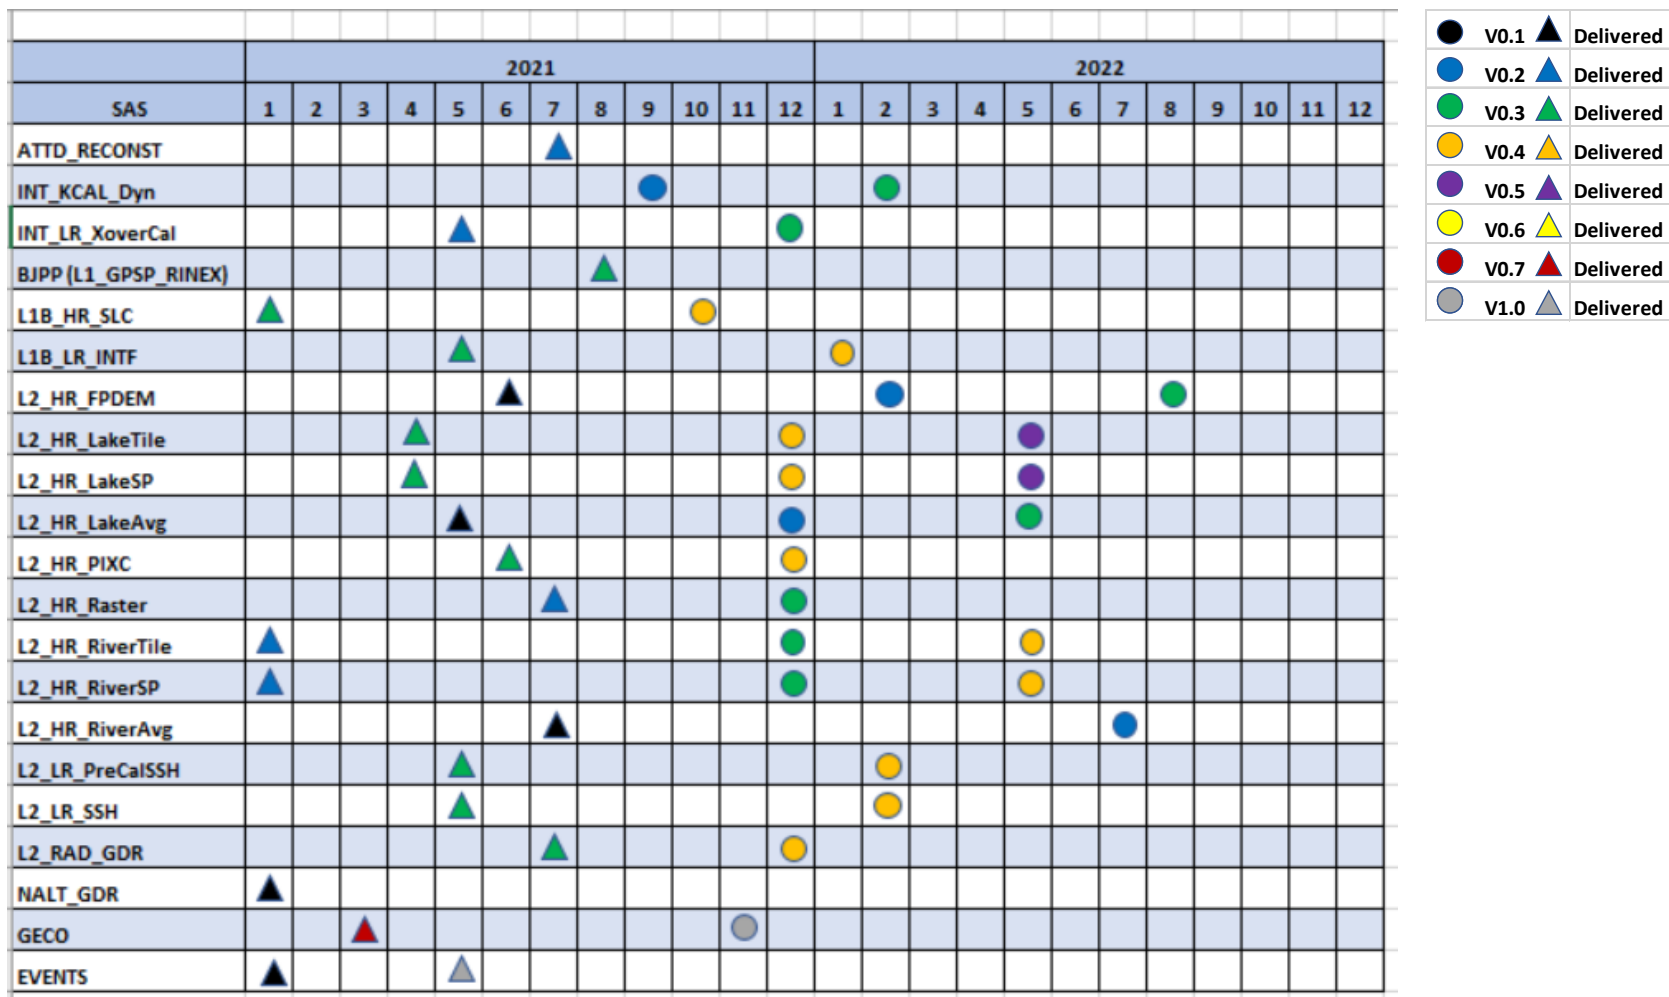 2021 2022
SAS 1 2 3 4 5 6 7 8 9 10 11 12 1 2 3 4 5 6 7 8 9 10 11 12
ATTD_RECONST
INT_KCAL_Dyn
INT_LR_XoverCal
BJPP (L1_GPSP_RINEX)
L1B_HR_SLC
L1B_LR_INTF
L2_HR_FPDEM
L2_HR_LakeTile
L2_HR_LakeSP
L2_HR_LakeAvg
L2_HR_PIXC
L2_HR_Raster
L2_HR_RiverTile
L2_HR_RiverSP
L2_HR_RiverAvg
L2_LR_PreCalSSH
L2_LR_SSH
L2_RAD_GDR
NALT_GDR
GECO
EVENTS
V0.1 Delivered
V0.2 Delivered
V0.3 Delivered
V0.4 Delivered
V0.5 Delivered
V0.6 Delivered
V0.7 Delivered
V1.0 Delivered